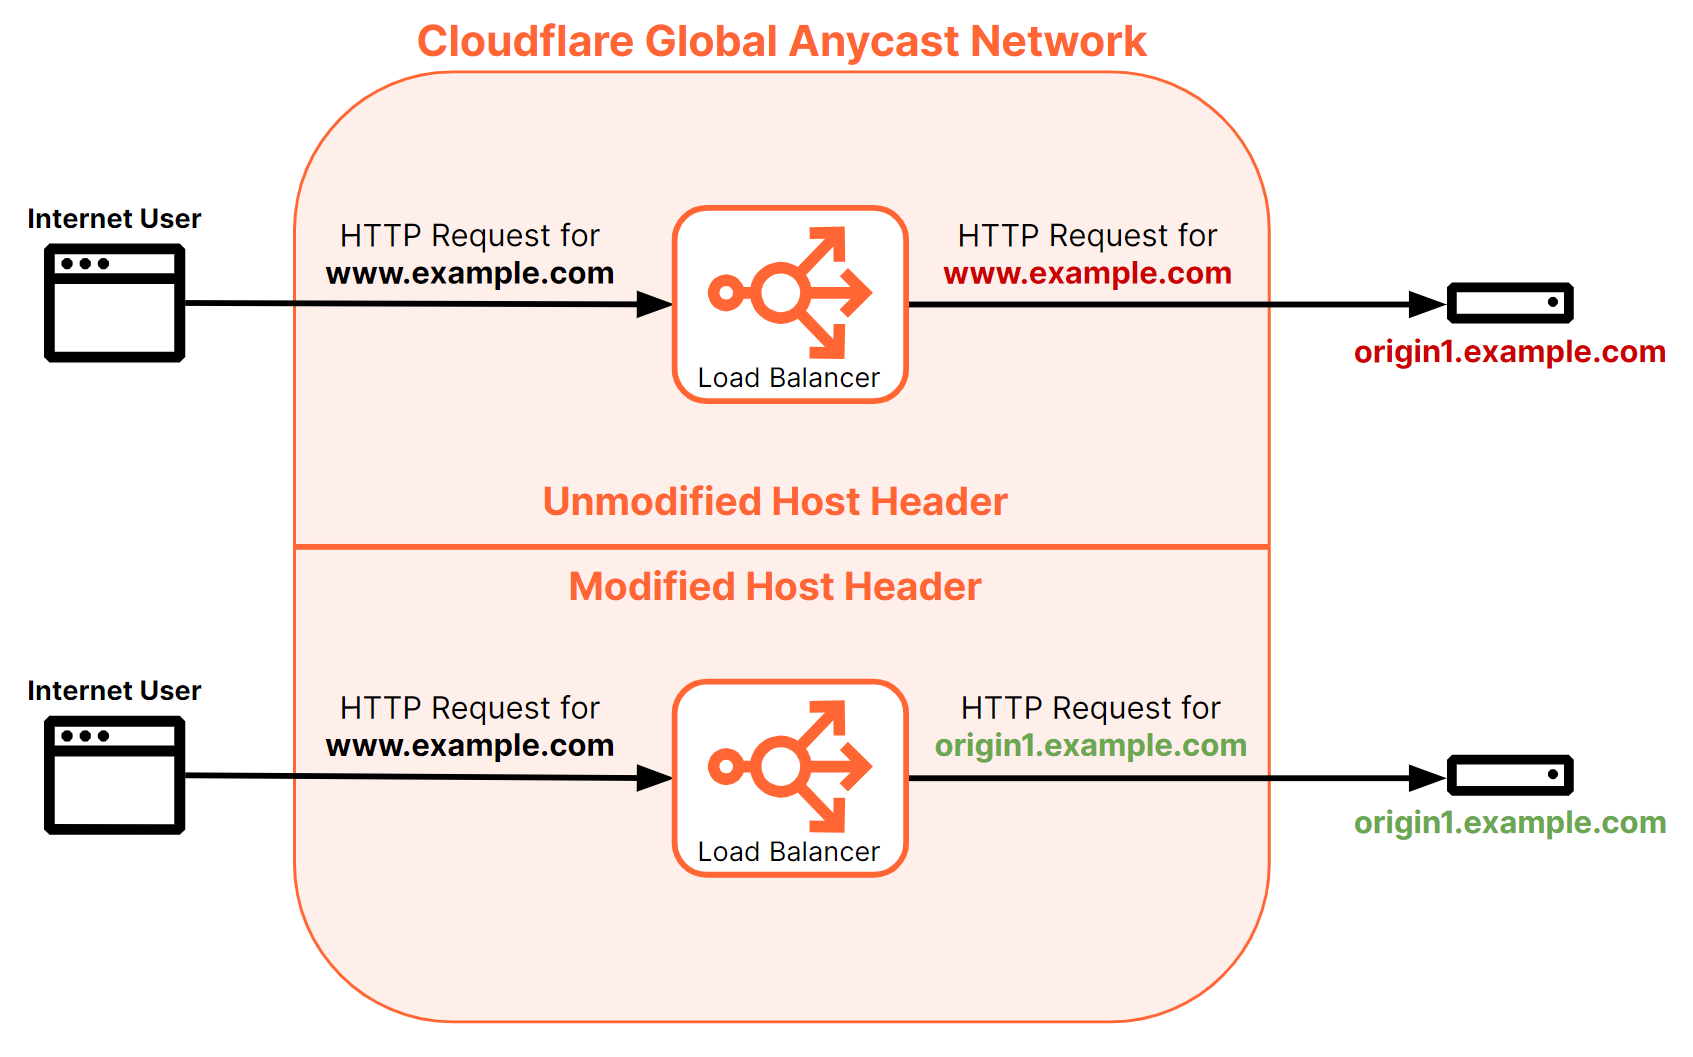 Cloudflare Global Anycast Network
Internet User
HTTP Request for
www.example.com
Load Balancer
HTTP Request for
www.example.com
origin1.example.com
Unmodified Host Header
Modified Host Header
Internet User
HTTP Request for
www.example.com
Load Balancer
HTTP Request for
origin1.example.com
origin1.example.com